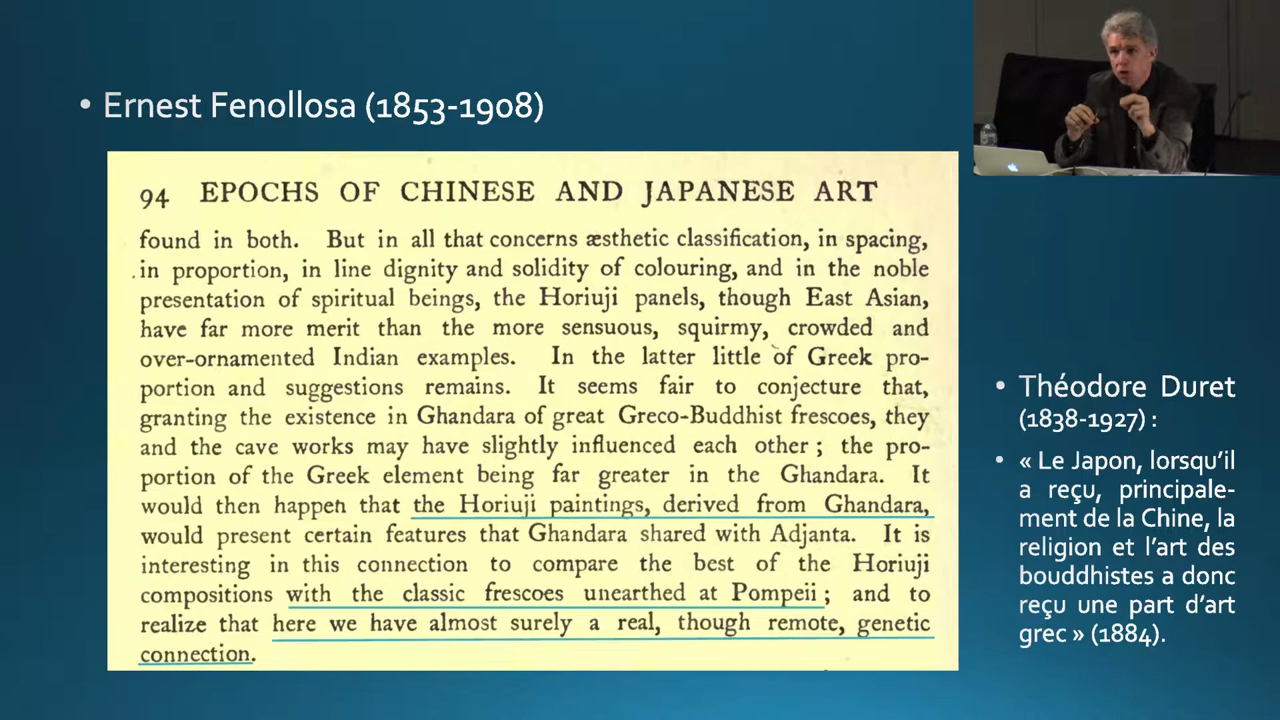 • Ernest Fenollosa (1853-1908)
94 EPOCHS OF CHINESE AND JAPANESE ART
found in both. But in all that concerns æsthetic classification, in spacing,
in proportion, in line dignity and solidity of colouring, and in the noble
presentation of spiritual beings, the Horiuji panels, though East Asian,
have far more merit than the more sensuous, squirmy, crowded and
over-ornamented Indian examples. In the latter little of Greek pro-
portion and suggestions remains. It seems fair to conjecture that,
granting the existence in Ghandara of great Greco-Buddhist frescoes, they
and the cave works may have slightly influenced each other; the pro-
portion of the Greek element being far greater in the Ghandara. It
would then happen that the Horiuji paintings, derived from Ghandara,
would present certain features that Ghandara shared with Adjanta. It is
interesting in this connection to compare the best of the Horiuji
compositions with the classic frescoes unearthed at Pompeii; and to
realize that here we have almost surely a real, though remote, genetic
connection.
• Théodore Duret
(1838-1927) :
• « Le Japon, lorsqu'il
a reçu, principale-
ment de la Chine, la
religion et l'art des
bouddhistes a donc
reçu une part d'art
grec » (1884).